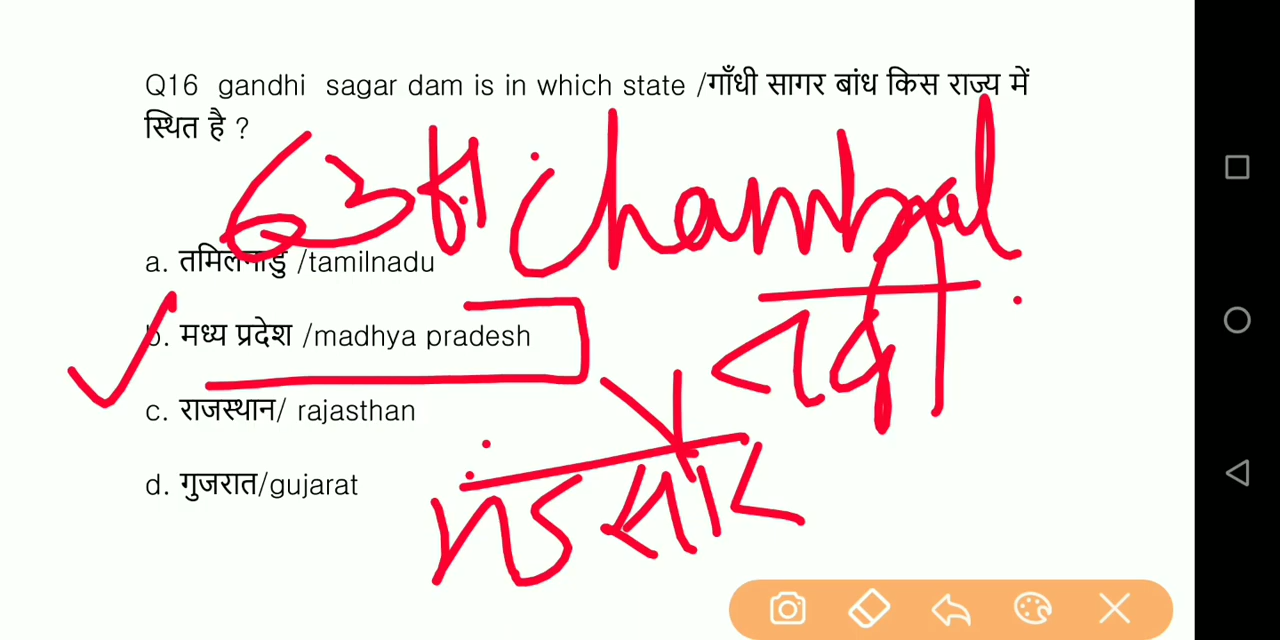 Q16 gandhi sagar dam is in which state /गाँधी सागर बांध किस राज्य में
स्थित है ?
chambal
नदी
a. तमिलनाडु /tamilnadu
b. मध्य प्रदेश /madhya pradesh
c. राजस्थान/ rajasthan
d. गुजरात/gujarat